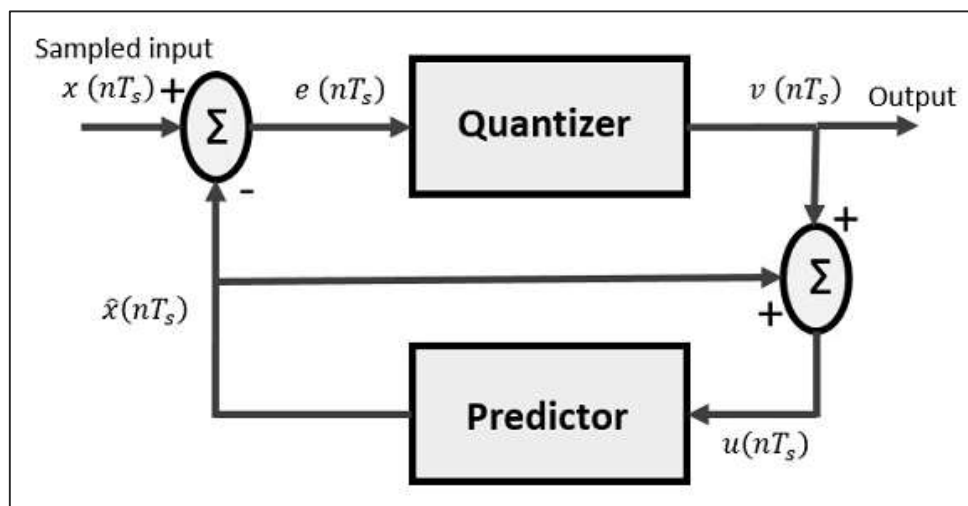 Sampled input
x (nTₛ) +
Σ
e (nTₛ)
Quantizer
v (nTₛ)
Output
-
+
Σ
+
x̂(nTₛ)
Predictor
u(nTₛ)